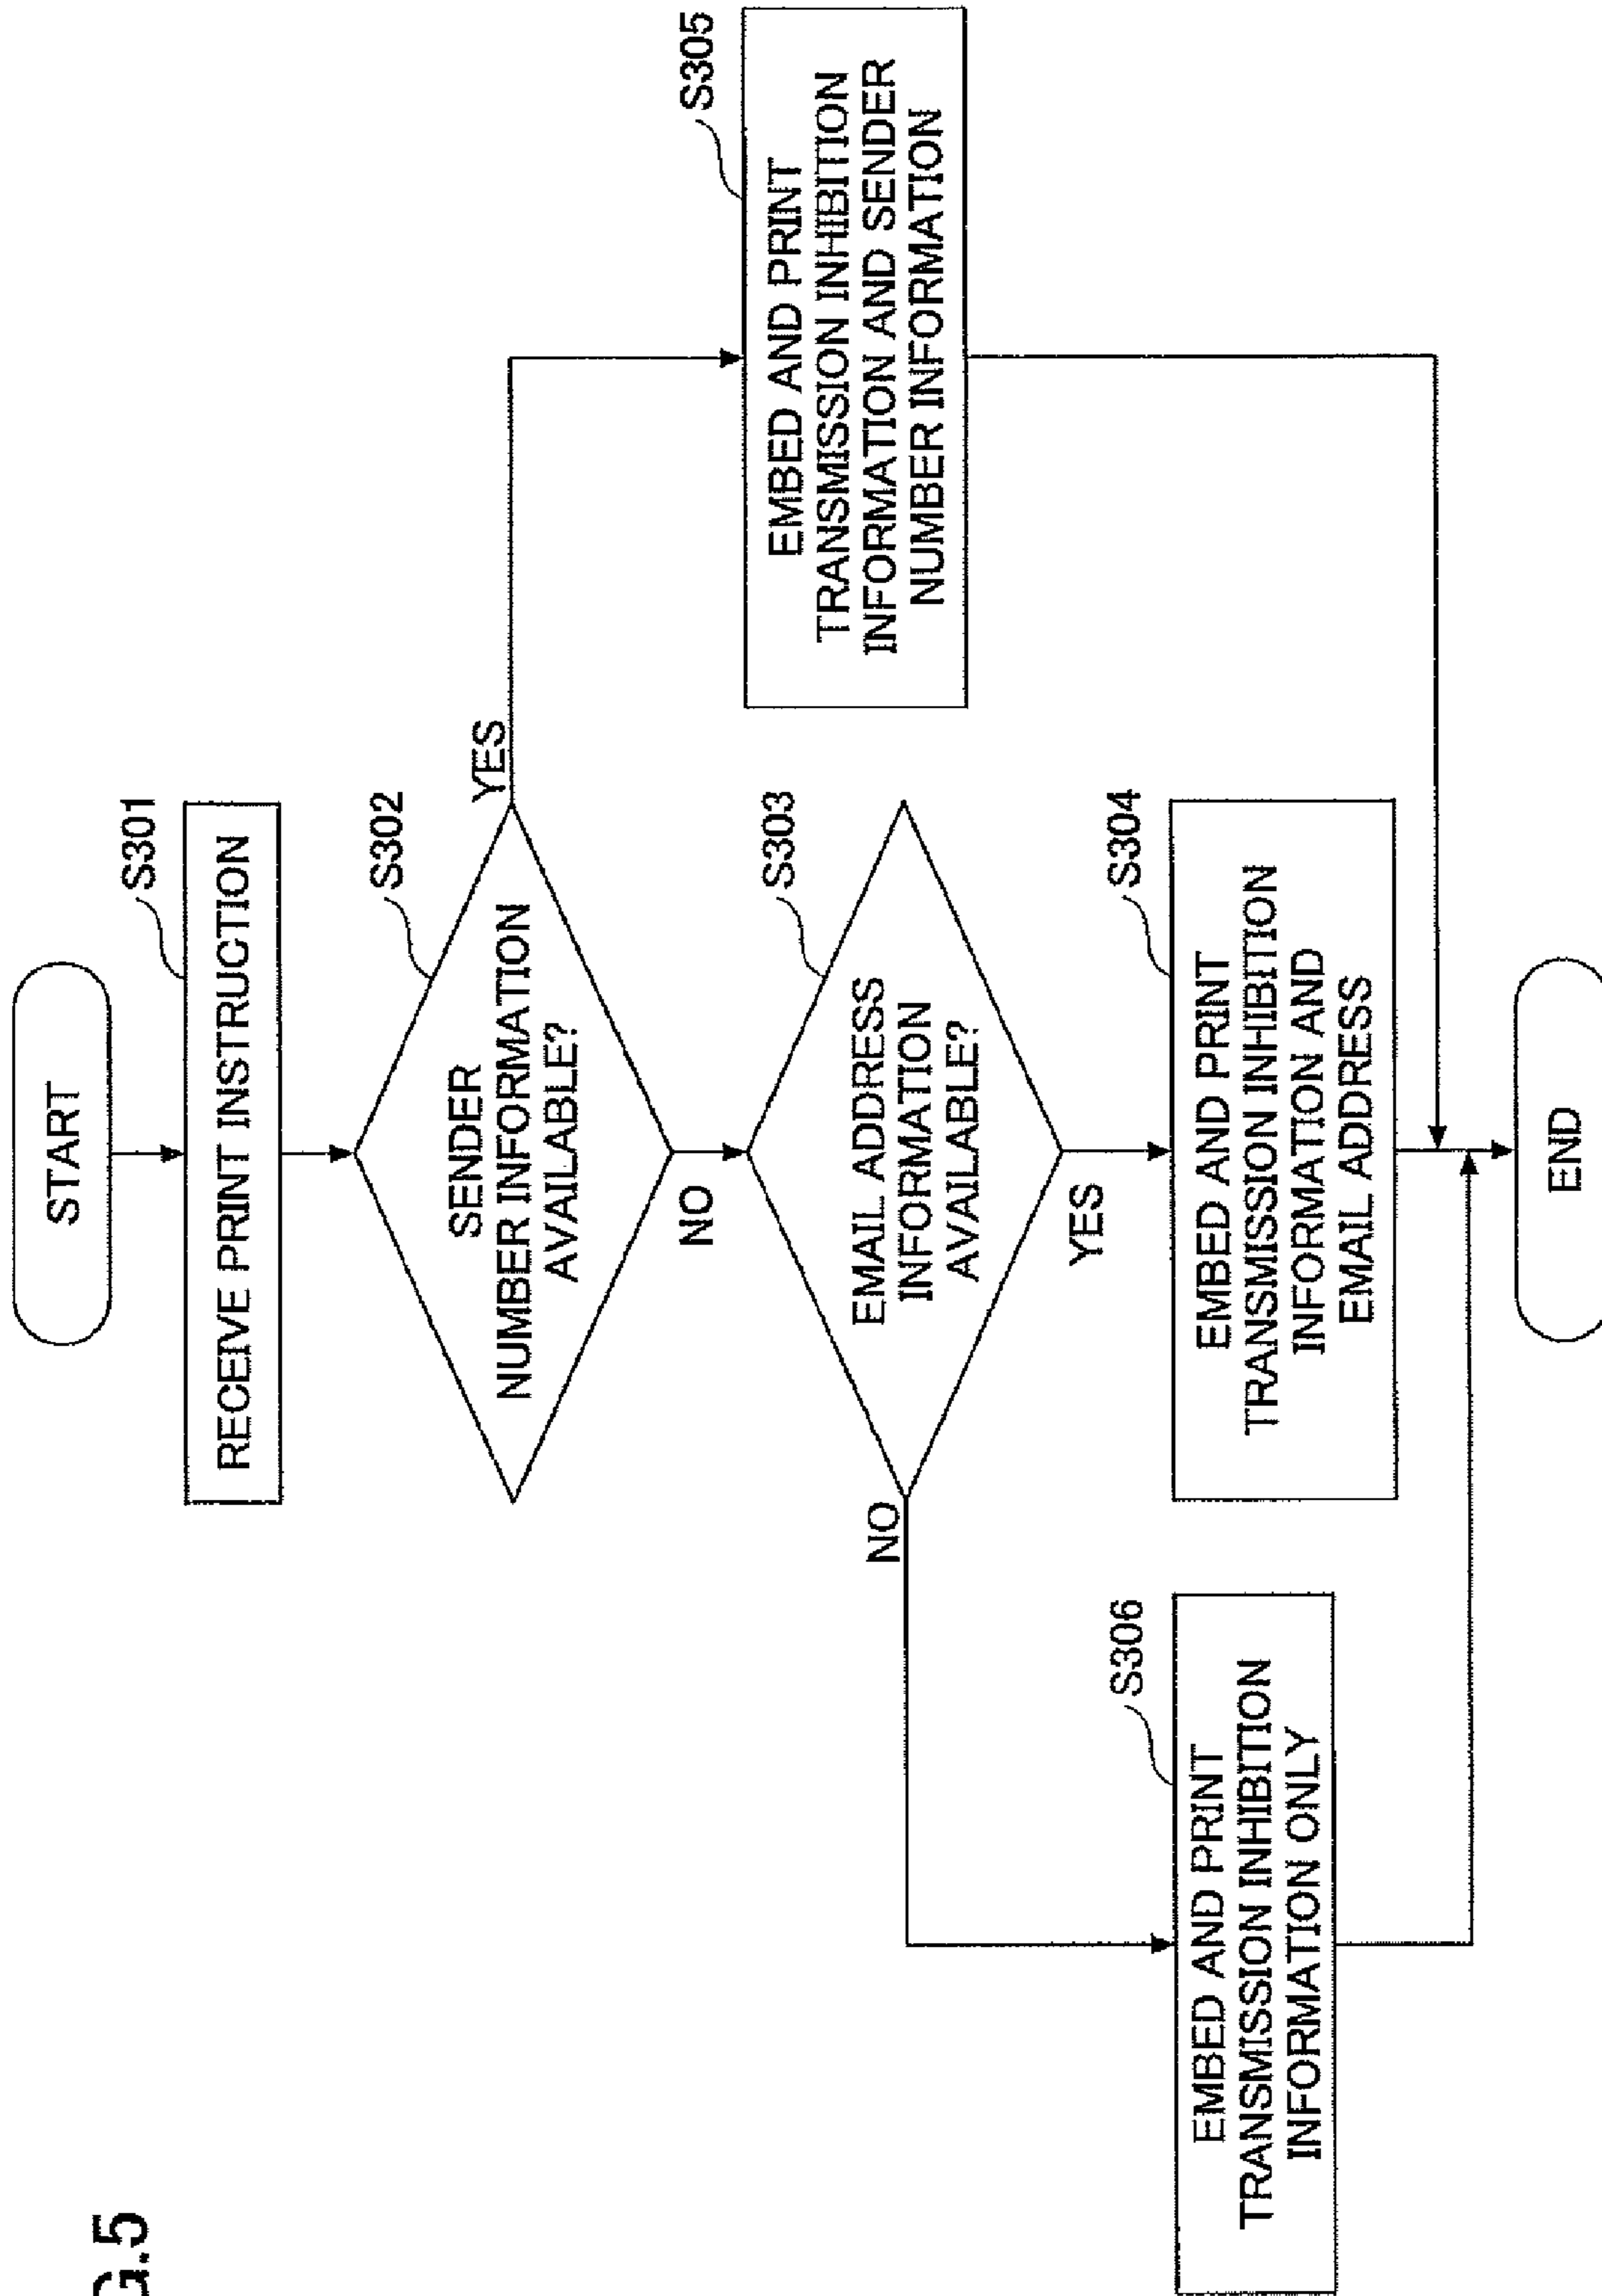 G.5
START
S301
RECEIVE PRINT INSTRUCTION
S302
SENDER
NUMBER INFORMATION
AVAILABLE?
YES
NO
S303
EMAIL ADDRESS
INFORMATION
AVAILABLE?
NO
YES
S305
EMBED AND PRINT
TRANSMISSION INHIBITION
INFORMATION AND SENDER
NUMBER INFORMATION
S304
EMBED AND PRINT
TRANSMISSION INHIBITION
INFORMATION AND
EMAIL ADDRESS
S306
EMBED AND PRINT
TRANSMISSION INHIBITION
INFORMATION ONLY
END